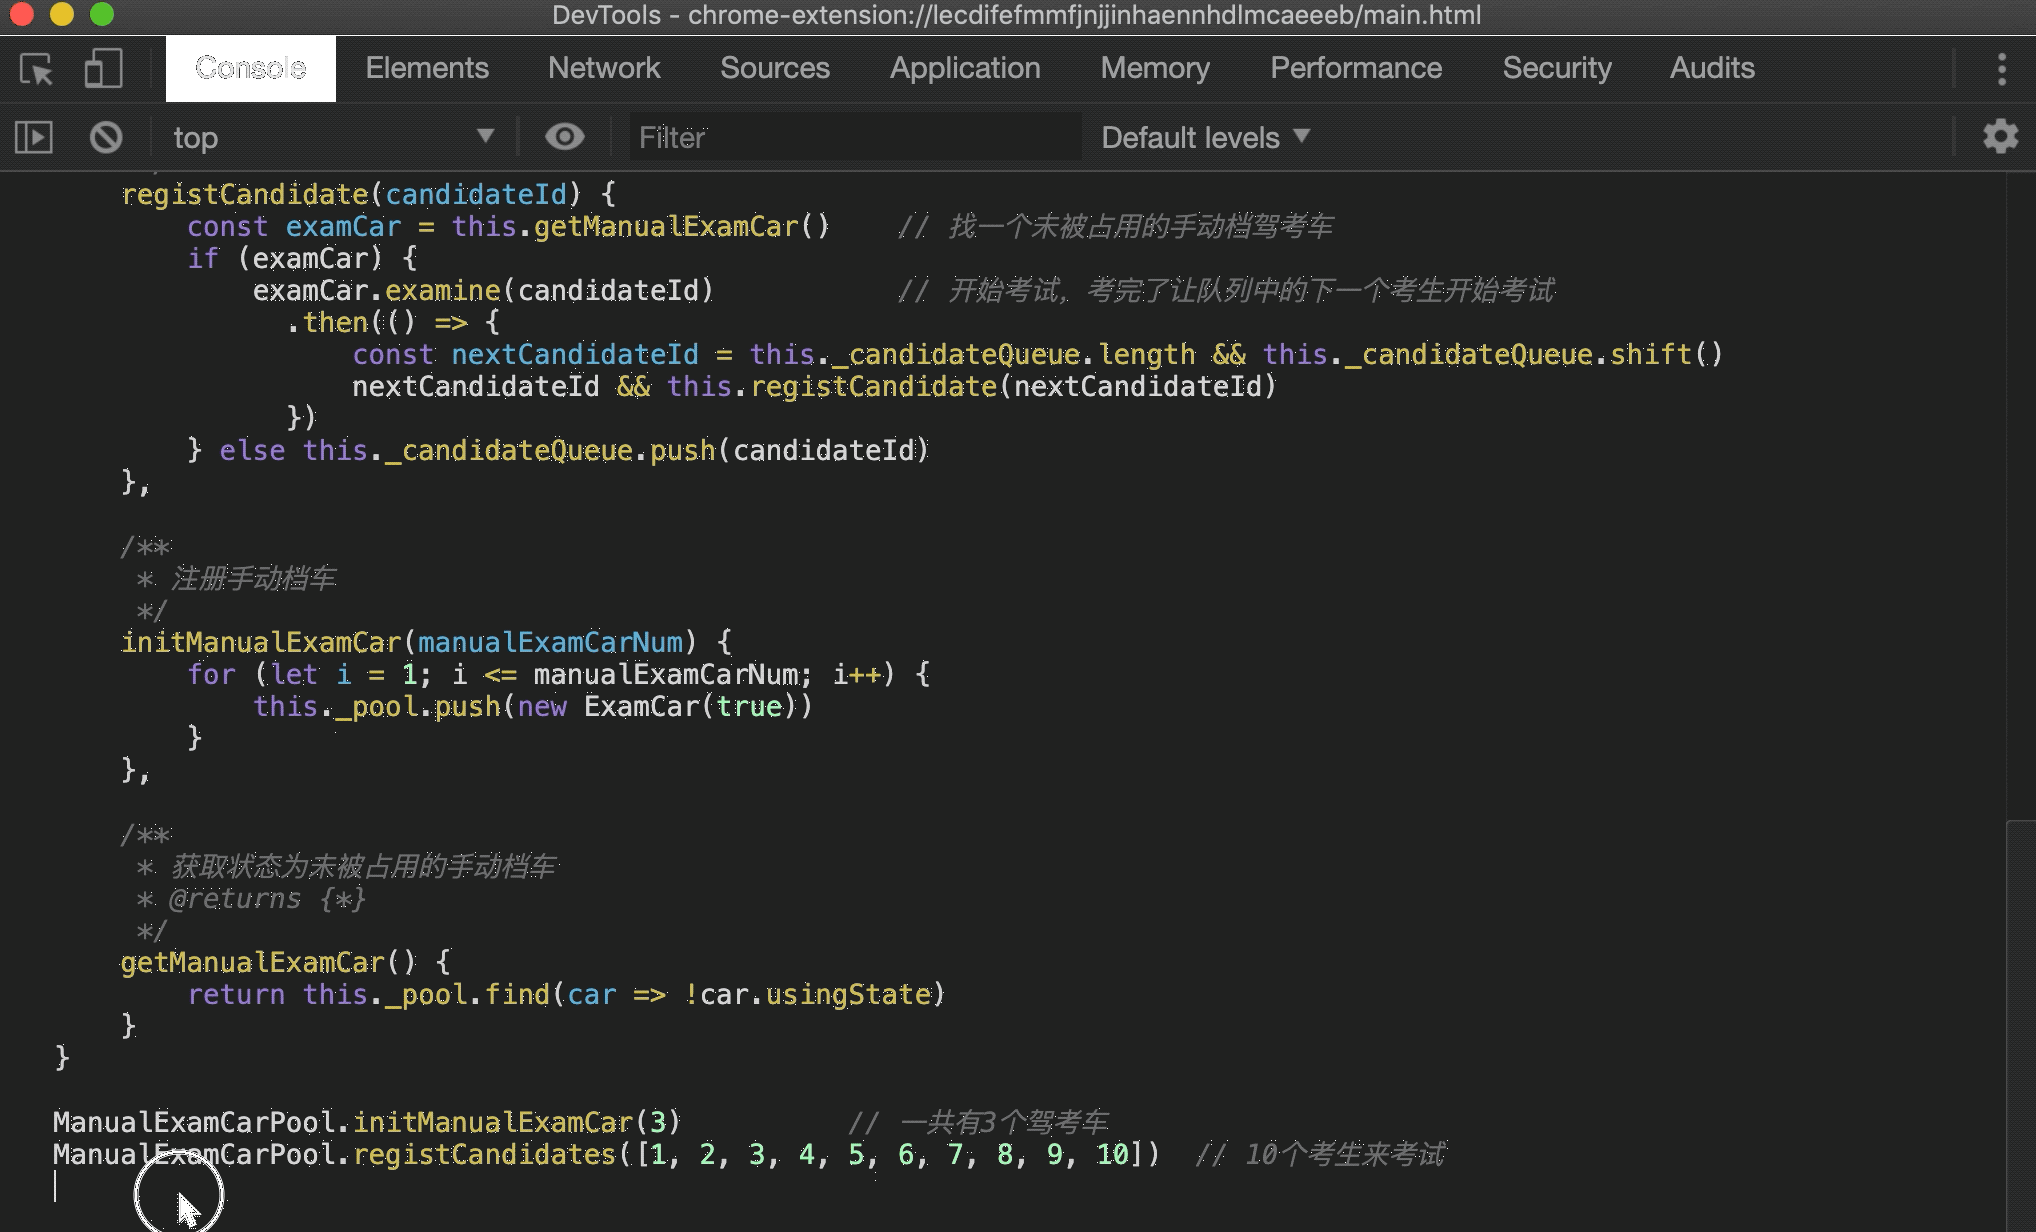 DevTools - chrome-extension://lecdifefmmfjnjjinhaennhdlmcaeeeb/main.html
Console Elements Network Sources Application Memory Performance Security Audits
top Filter Default levels
registCandidate(candidateId) {
const examCar = this.getManualExamCar() // 找一个未被占用的手动档驾考车
if (examCar) {
examCar.examine(candidateId) // 开始考试，考完了让队列中的下一个考生开始考试
.then(() => {
const nextCandidateId = this._candidateQueue.length && this._candidateQueue.shift()
nextCandidateId && this.registCandidate(nextCandidateId)
})
} else this._candidateQueue.push(candidateId)
},
/**
* 注册手动档车
*/
initManualExamCar(manualExamCarNum) {
for (let i = 1; i <= manualExamCarNum; i++) {
this._pool.push(new ExamCar(true))
}
},
/**
* 获取状态为未被占用的手动档车
* @returns {*}
*/
getManualExamCar() {
return this._pool.find(car => !car.usingState)
}
}
ManualExamCarPool.initManualExamCar(3) // 一共有3个驾考车
ManualExamCarPool.registCandidates([1, 2, 3, 4, 5, 6, 7, 8, 9, 10]) // 10个考生来考试